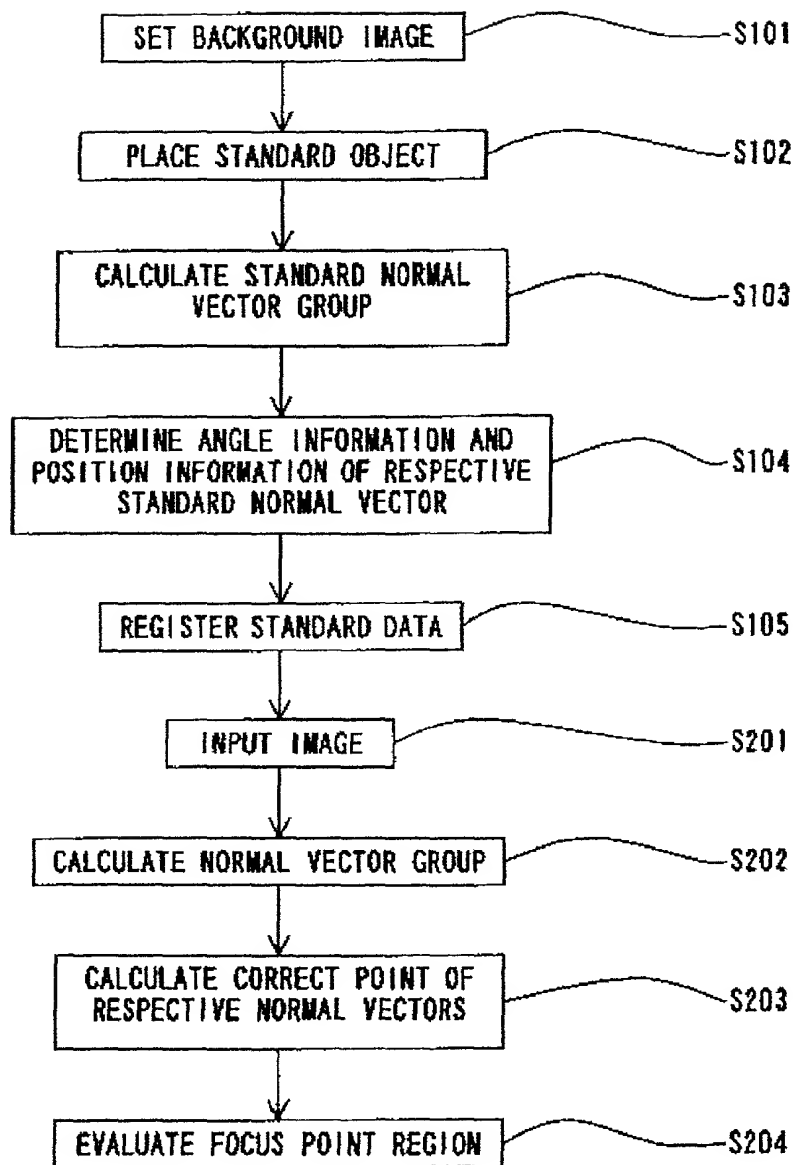 SET BACKGROUND IMAGE
S101
PLACE STANDARD OBJECT
S102
CALCULATE STANDARD NORMAL
VECTOR GROUP
S103
DETERMINE ANGLE INFORMATION AND
POSITION INFORMATION OF RESPECTIVE
STANDARD NORMAL VECTOR
S104
REGISTER STANDARD DATA
S105
INPUT IMAGE
S201
CALCULATE NORMAL VECTOR GROUP
S202
CALCULATE CORRECT POINT OF
RESPECTIVE NORMAL VECTORS
S203
EVALUATE FOCUS POINT REGION
S204